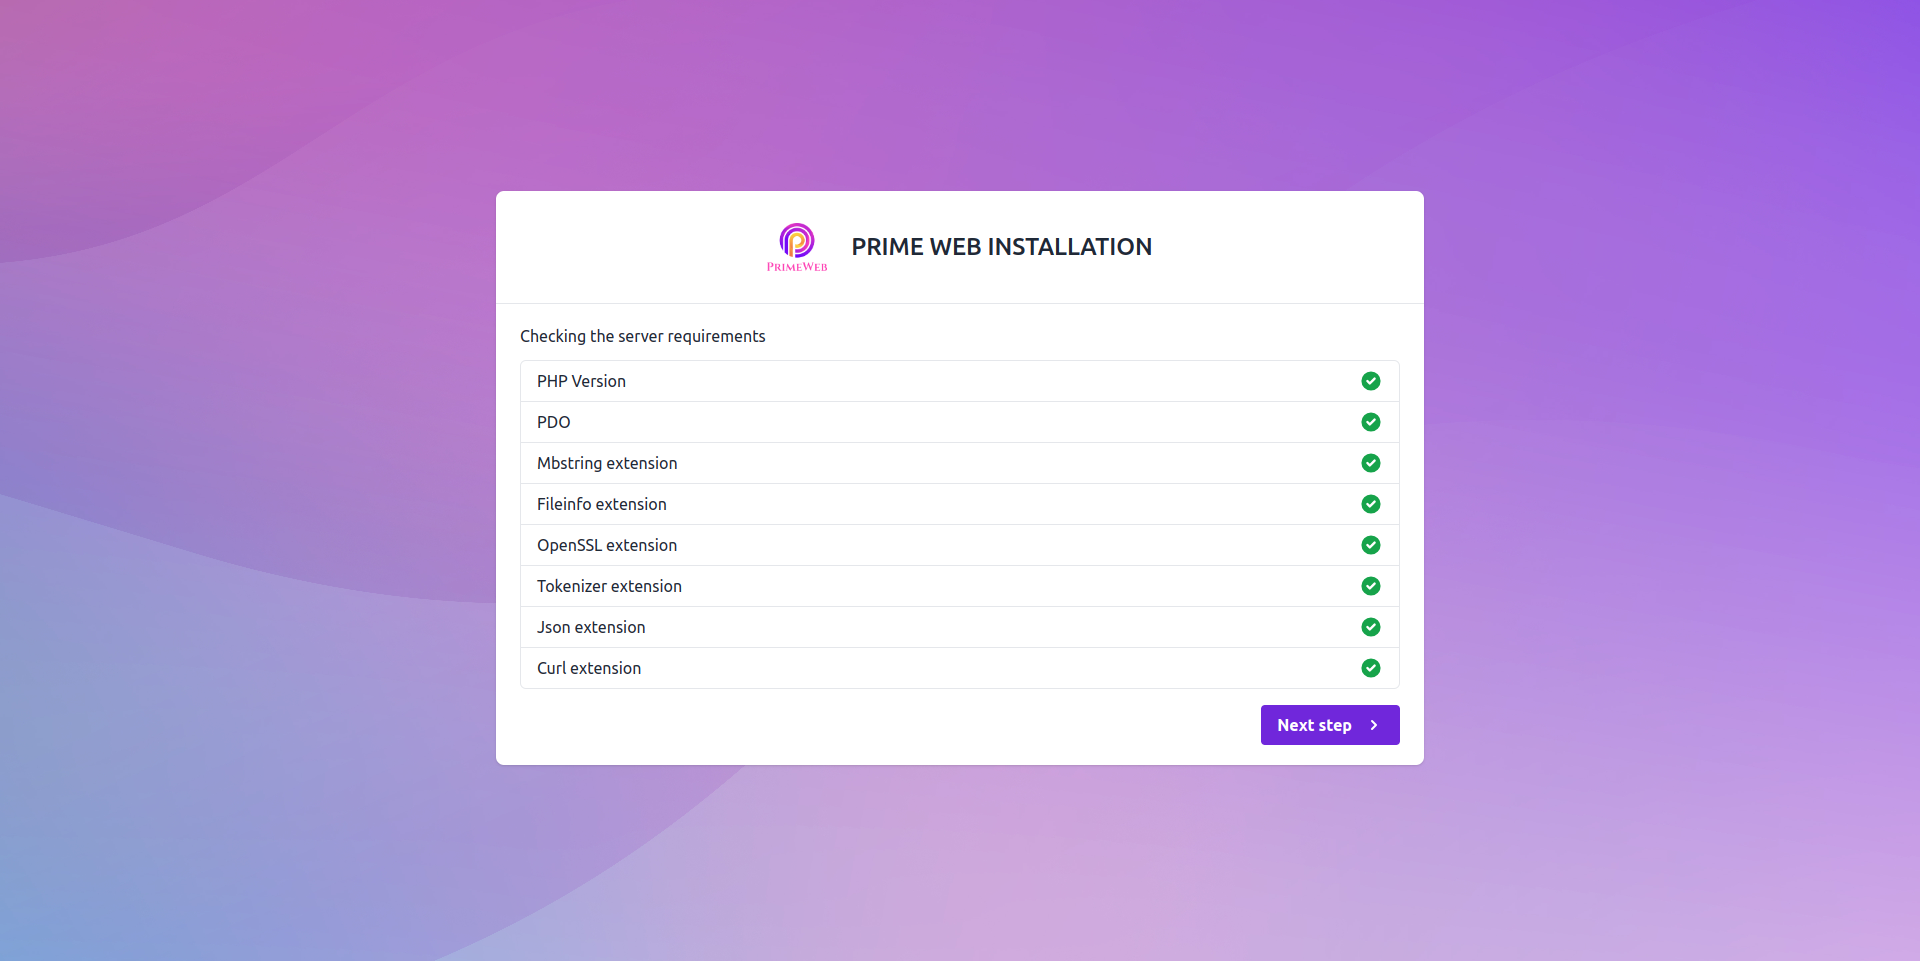 PRIMEWEB
PRIME WEB INSTALLATION
Checking the server requirements
PHP Version
PDO
Mbstring extension
Fileinfo extension
OpenSSL extension
Tokenizer extension
Json extension
Curl extension
Next step